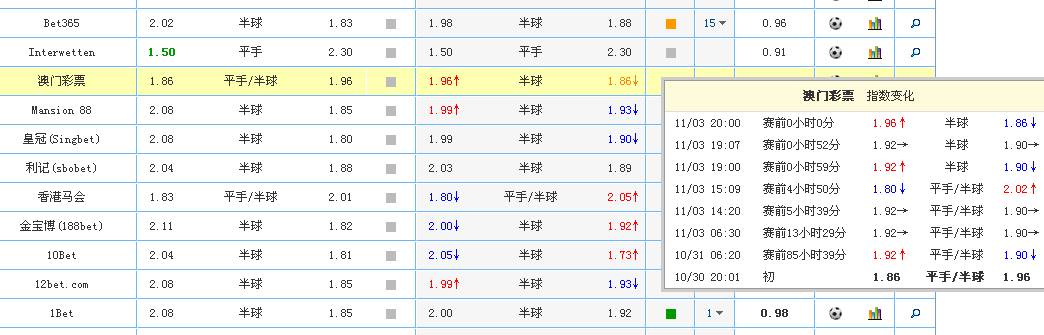 Bet365 2.02 半球 1.83 1.98 半球 1.88 15 0.96
Interwetten 1.50 平手 2.30 1.50 平手 2.30 0.91
澳门彩票 1.86 平手/半球 1.96 1.96↑ 半球 1.86↓
Mansion 88 2.08 半球 1.85 1.99↑ 半球 1.93↓
皇冠(Singbet) 2.08 半球 1.80 1.99 半球 1.90↓
利记(sbobet) 2.04 半球 1.88 2.03 半球 1.89
香港马会 1.83 平手/半球 2.01 1.80↓ 平手/半球 2.05↑
金宝博(188bet) 2.11 半球 1.82 2.00↓ 半球 1.92↑
10Bet 2.04 半球 1.81 2.05↓ 半球 1.73↑
12bet.com 2.08 半球 1.85 1.99↑ 半球 1.93↓
1Bet 2.08 半球 1.85 2.00 半球 1.92 1 0.98
澳门彩票 指数变化
11/03 20:00 赛前0小时0分 1.96↑ 半球 1.86↓
11/03 19:07 赛前0小时52分 1.92→ 半球 1.90→
11/03 19:00 赛前0小时59分 1.92↑ 半球 1.90↓
11/03 15:09 赛前4小时50分 1.80↓ 平手/半球 2.02↑
11/03 14:20 赛前5小时39分 1.92→ 平手/半球 1.90→
11/03 06:30 赛前13小时29分 1.92→ 平手/半球 1.90→
10/31 06:20 赛前85小时39分 1.92↑ 平手/半球 1.90↓
10/30 20:01 初 1.86 平手/半球 1.96